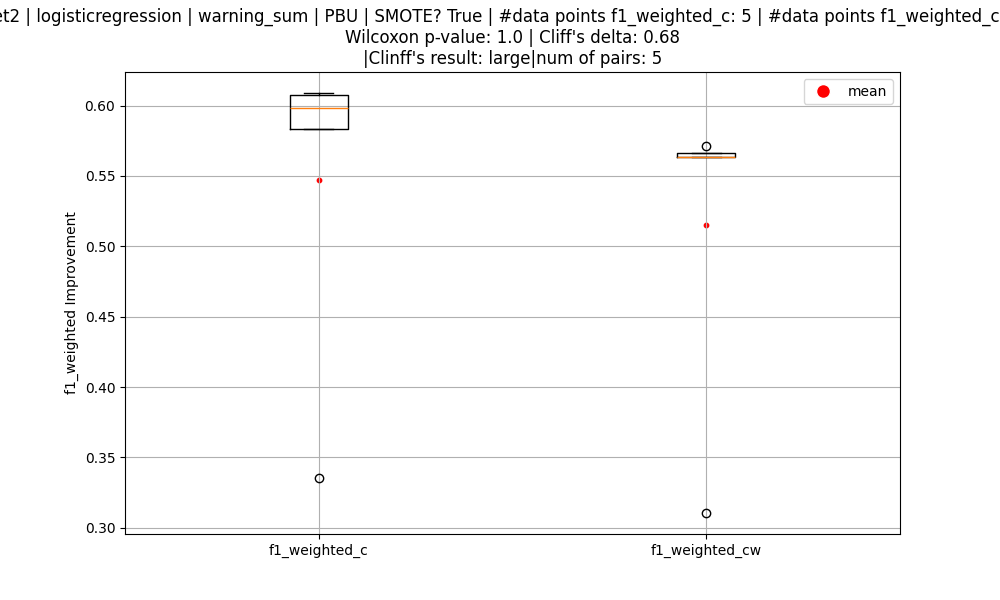 | logisticregression | warning_sum | PBU | SMOTE? True | #data points f1_weighted_c: 5 | #data points
Wilcoxon p-value: 1.0 | Cliff's delta: 0.68
|Clinff's result: large|num of pairs: 5
mean
0.60
0.55
0.50
0.45
0.40
0.35
0.30
f1_weighted Improvement
f1_weighted_c
f1_weighted_cw